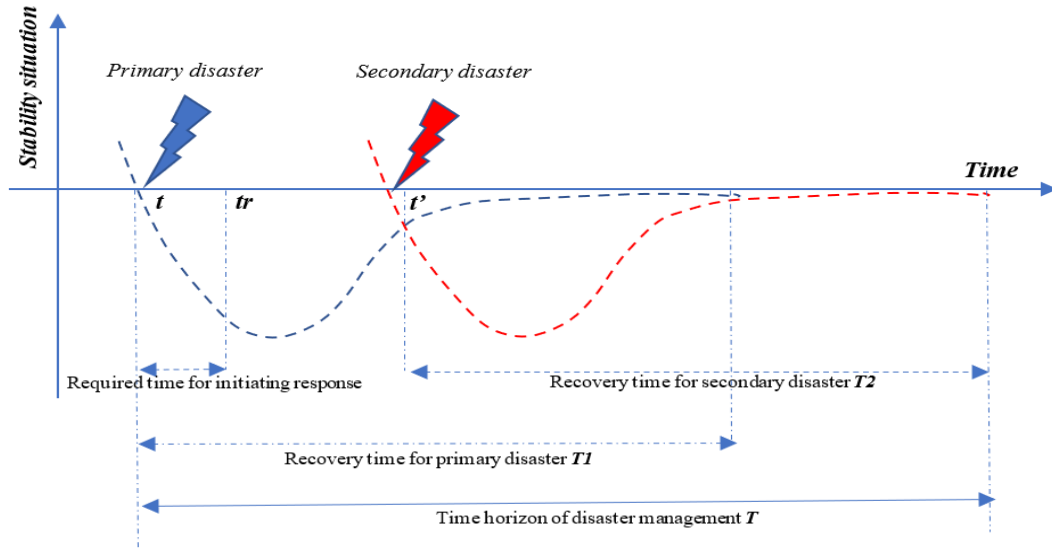 Stability situation
Primary disaster
Secondary disaster
Time
t
tr
t’
Required time for initiating response
Recovery time for secondary disaster T2
Recovery time for primary disaster T1
Time horizon of disaster management T